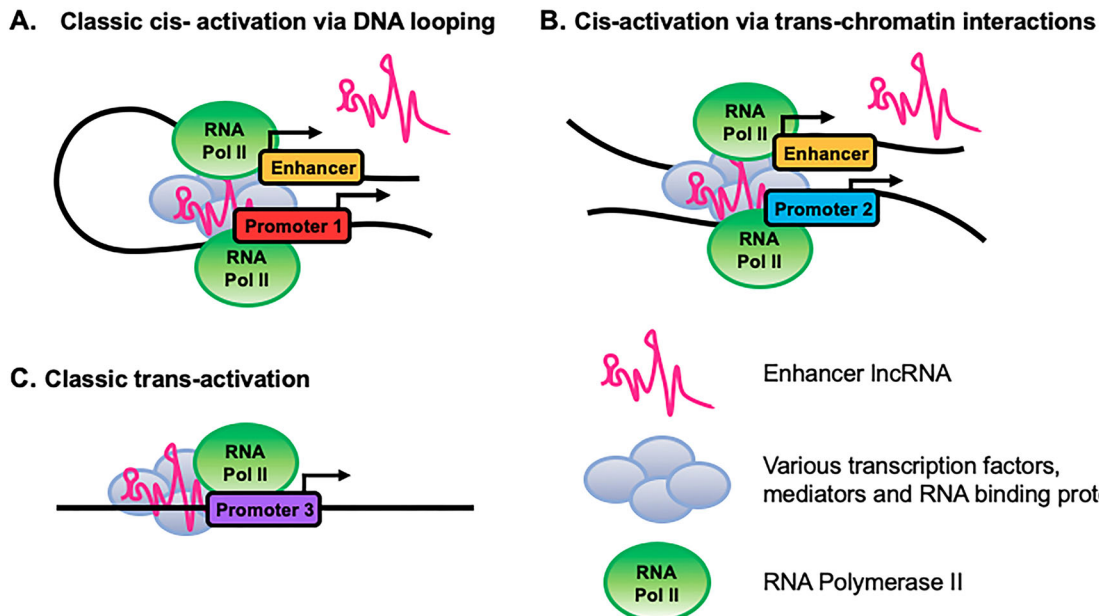 A. Classic cis- activation via DNA looping
RNA
Pol II
Enhancer
Promoter 1
RNA
Pol II
B. Cis-activation via trans-chromatin interactions
RNA
Pol II
Enhancer
Promoter 2
RNA
Pol II
C. Classic trans-activation
RNA
Pol II
Promoter 3
Enhancer lncRNA
Various transcription factors,
mediators and RNA binding
RNA
Pol II
RNA Polymerase II